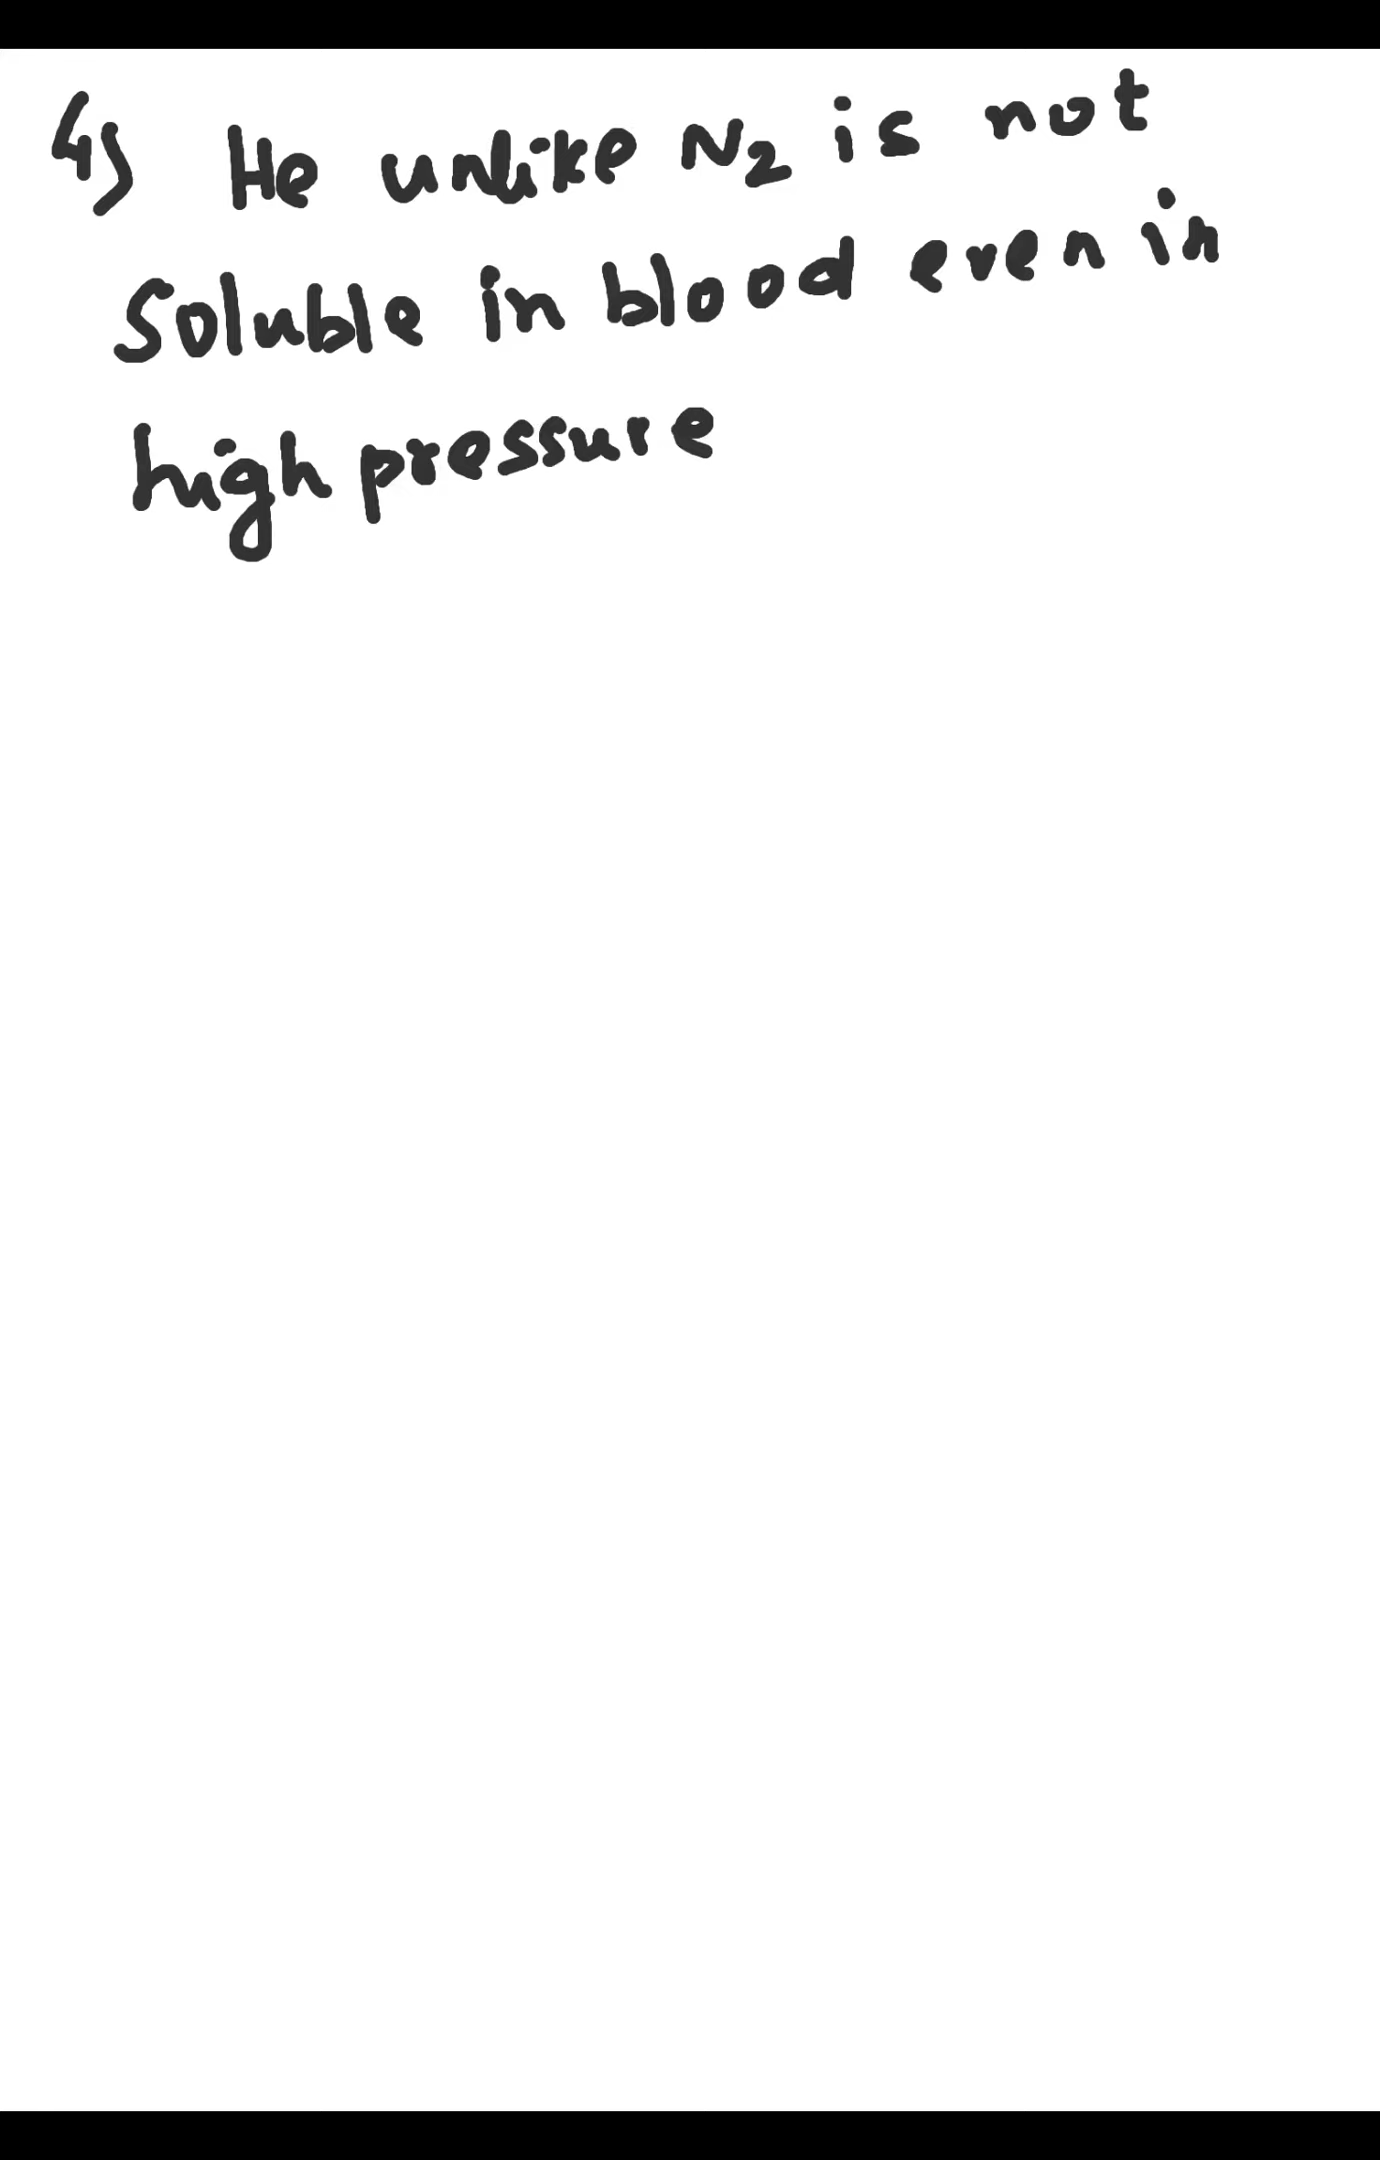 4) He unlike N₂ is not
soluble in blood even in
high pressure